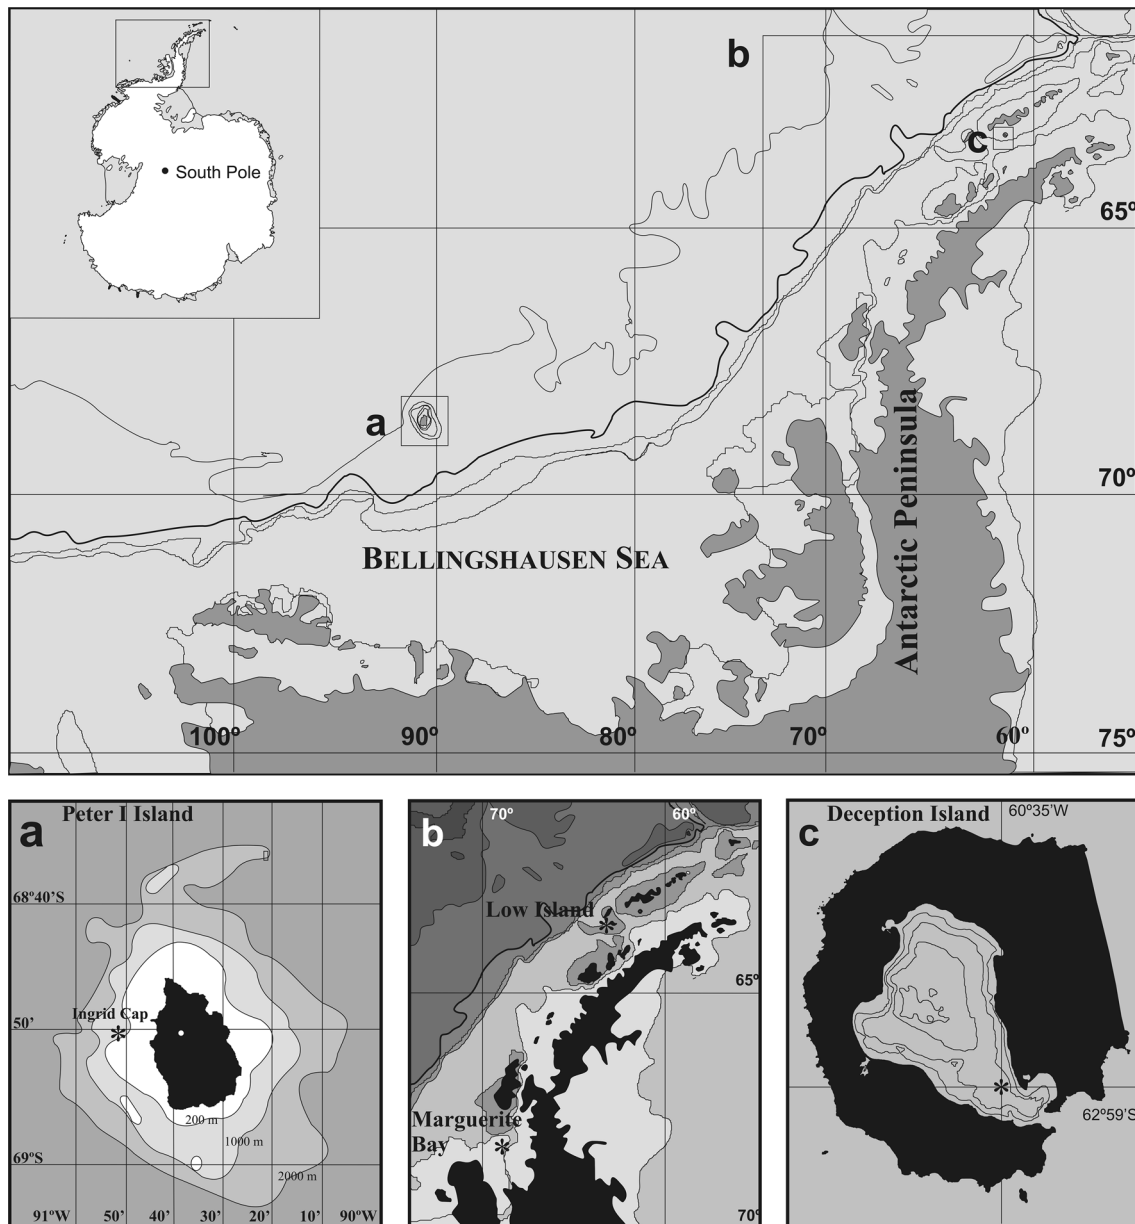 b
South Pole
c
65º
a
70º
BELLINGSHAUSEN SEA
Antarctic Peninsula
100º 90º 80º 70º 60º 75º
a
Peter I Island
68º40'S
Ingrid Cap
50'
200 m
1000 m
69ºS
2000 m
91ºW 50' 40' 30' 20' 10' 90ºW
b
70º 60º
Low Island
65º
Marguerite
Bay
70º
c
Deception Island
60º35'W
62º59'S